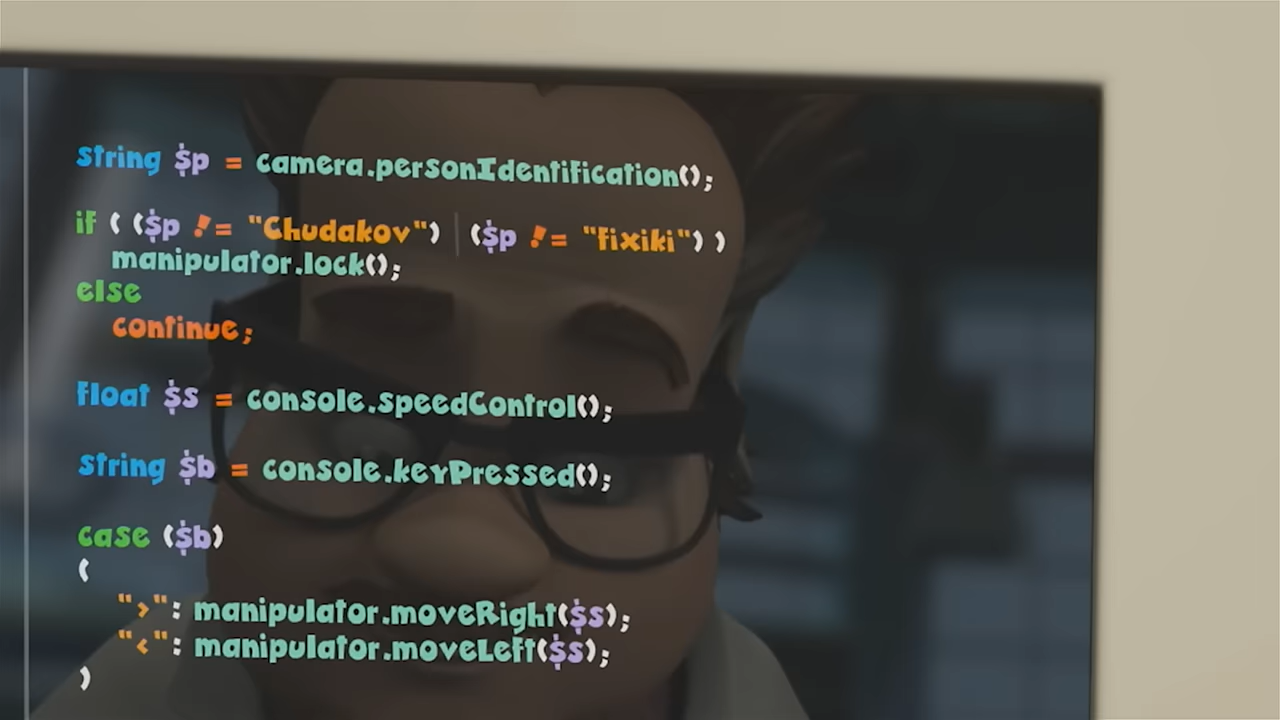 string $p = camera.personIdentification();
if ( ($p != "Chudakov") | ($p != "fixiki") )
manipulator.lock();
else
continue;
float $s = console.speedControl();
string $b = console.keyPressed();
case ($b)
(
">": manipulator.moveRight($s);
"<": manipulator.moveLeft($s);
)